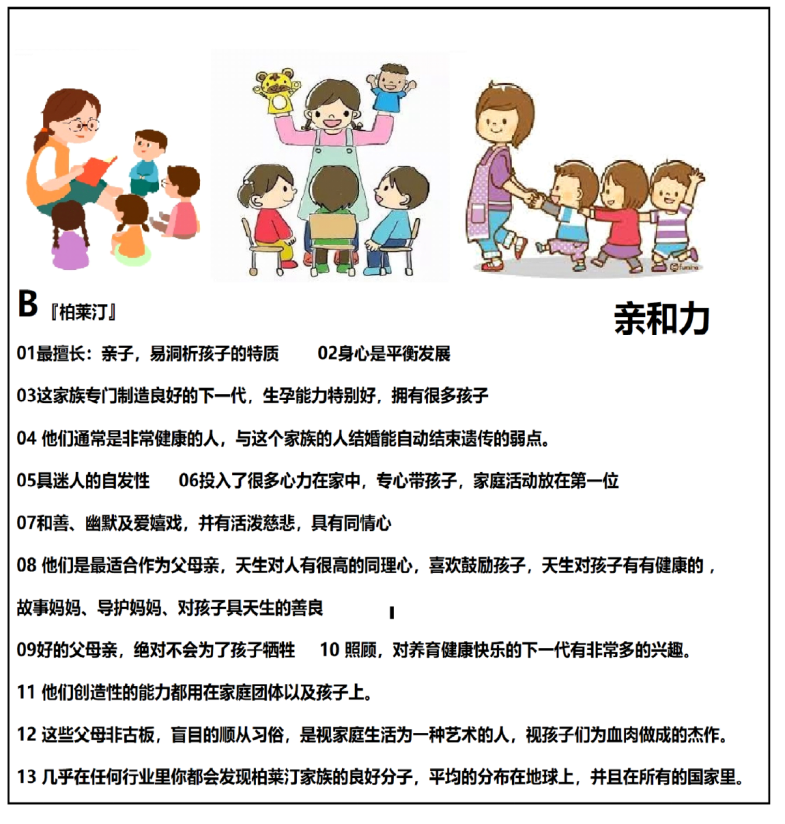 B『柏莱汀』
亲和力
01最擅长：亲子，易洞析孩子的特质 02身心是平衡发展
03这家族专门制造良好的下一代，生孕能力特别好，拥有很多孩子
04 他们通常是非常健康的人，与这个家族的人结婚能自动结束遗传的弱点。
05具迷人的自发性 06投入了很多心力在家中，专心带孩子，家庭活动放在第一位
07和善、幽默及爱嬉戏，并有活泼慈悲，具有同情心
08 他们是最适合作为父母亲，天生对人有很高的同理心，喜欢鼓励孩子，天生对孩子有有健康的 ，
故事妈妈、导护妈妈、对孩子具天生的善良
09好的父母亲，绝对不会为了孩子牺牲 10 照顾，对养育健康快乐的下一代有非常多的兴趣。
11 他们创造性的能力都用在家庭团体以及孩子上。
12 这些父母非古板，盲目的顺从习俗，是视家庭生活为一种艺术的人，视孩子们为血肉做成的杰作。
13 几乎在任何行业里你都会发现柏莱汀家族的良好分子，平均的分布在地球上，并且在所有的国家里。